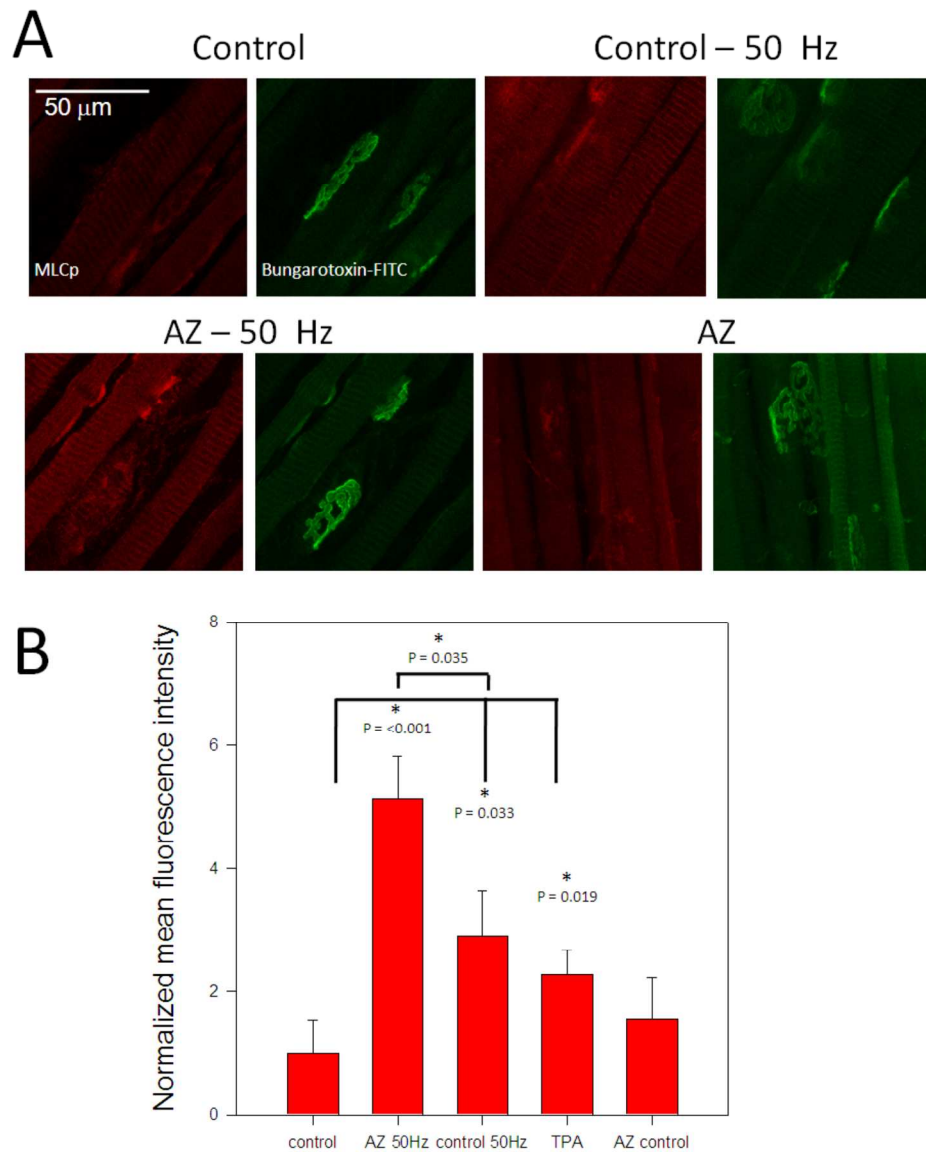 A
Control
Control – 50 Hz
50 μm
MLCp
Bungarotoxin-FITC
AZ – 50 Hz
AZ
B
Normalized mean fluorescence intensity
8
6
4
2
0
*
P = 0.035
*
P = <0.001
*
P = 0.033
*
P = 0.019
control
AZ 50Hz
control 50Hz
TPA
AZ control